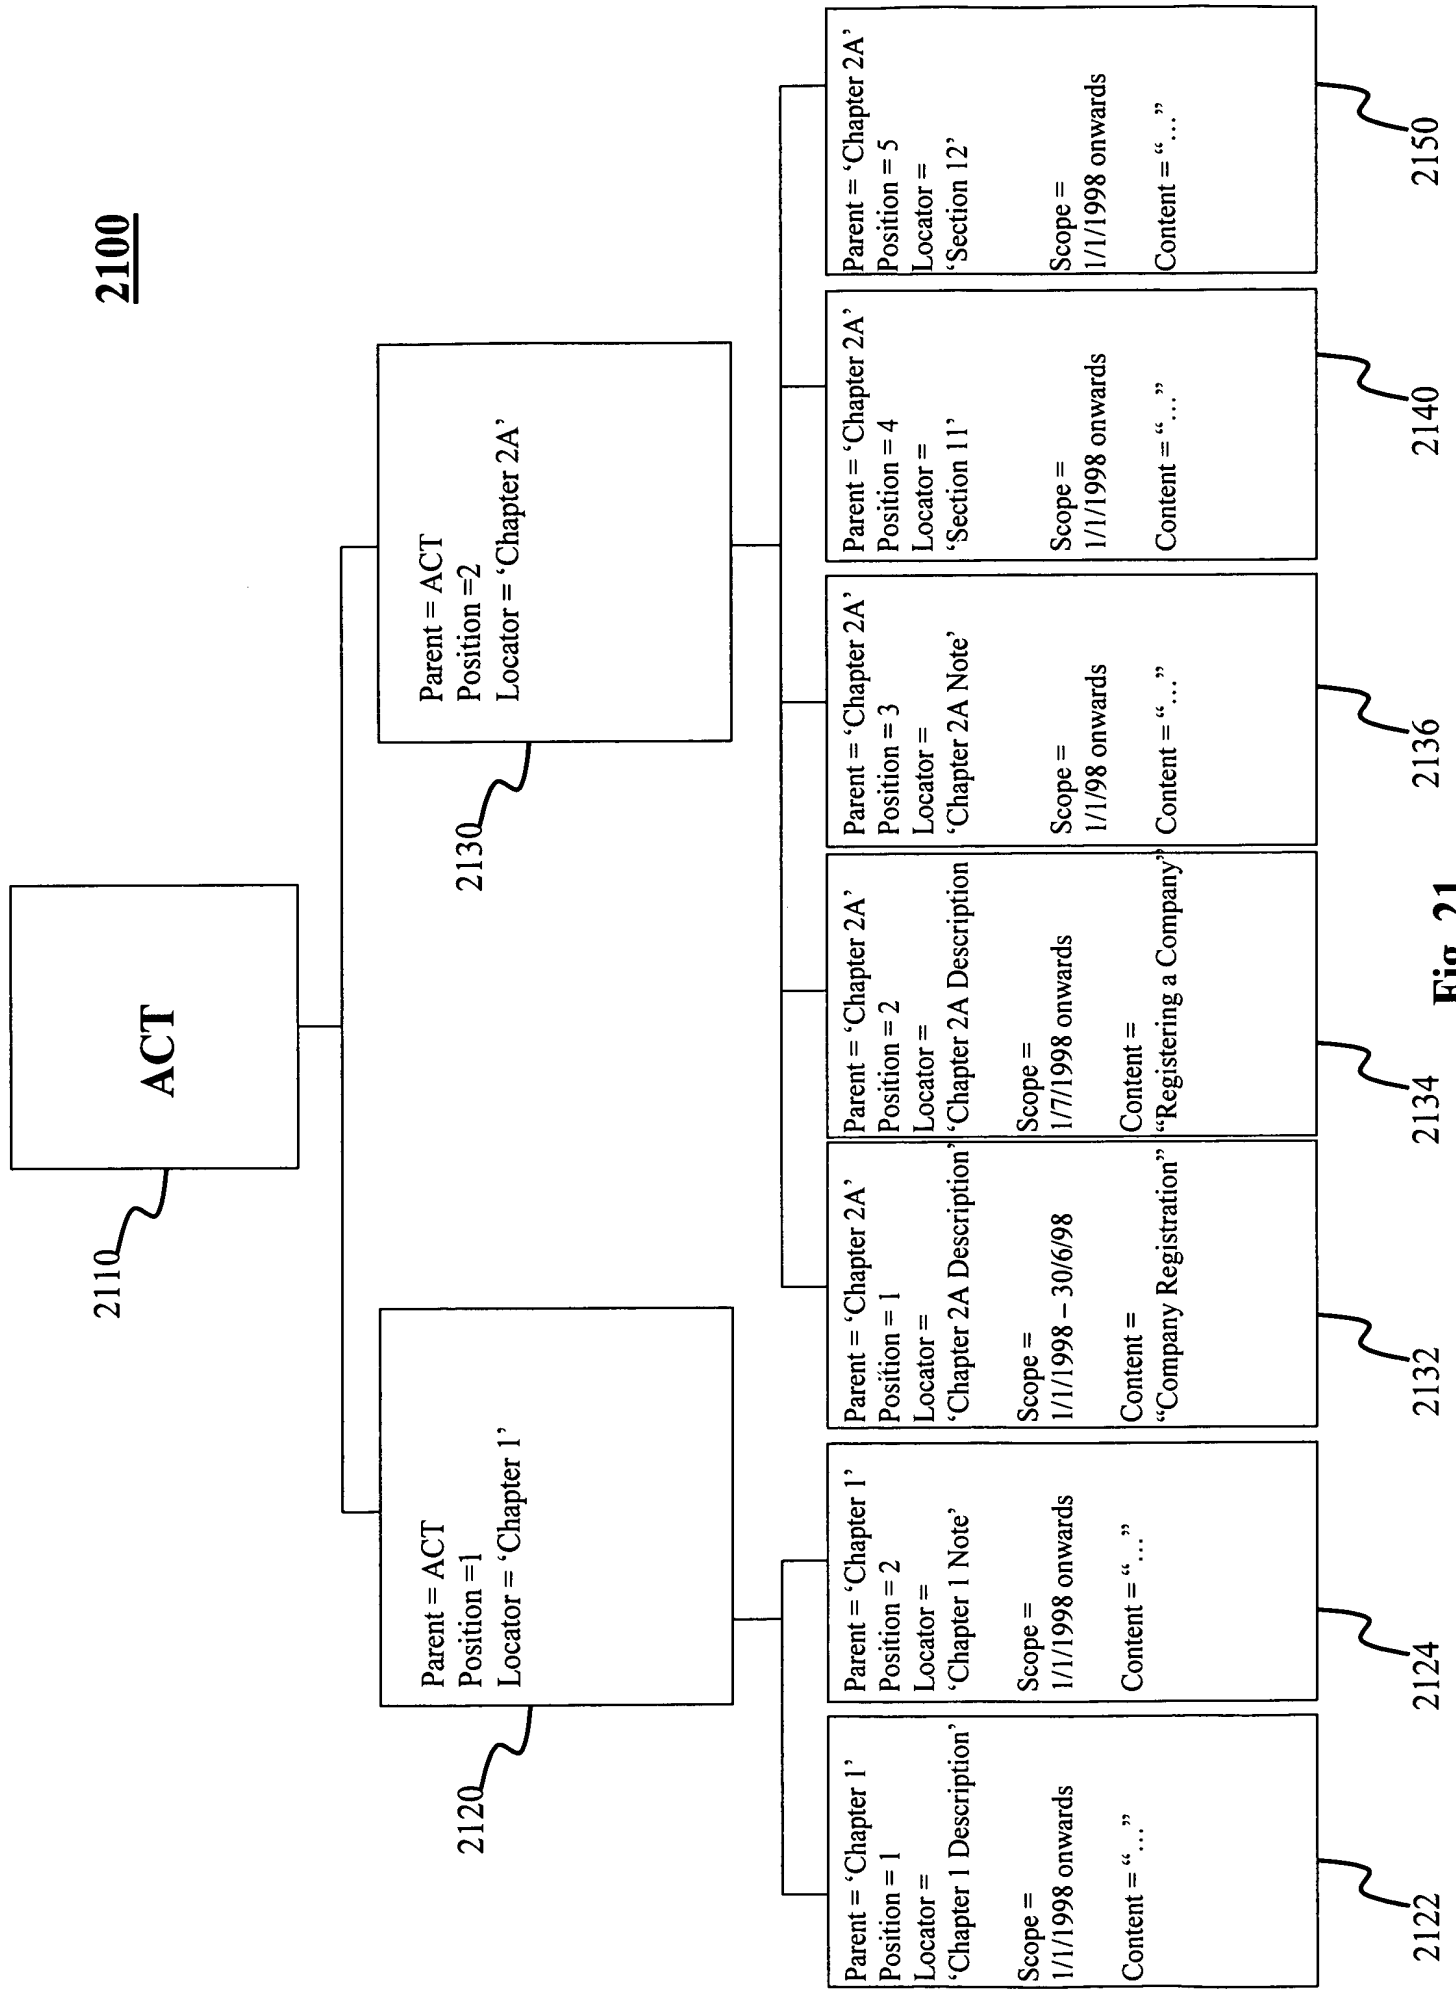 2100
ACT
2110
Parent = ACT
Position =1
Locator = ‘Chapter 1’
2120
Parent = ACT
Position =2
Locator = ‘Chapter 2A’
2130
Parent = ‘Chapter 1’
Position = 1
Locator =
‘Chapter 1 Description’
Scope =
1/1/1998 onwards
Content = “…”
2122
Parent = ‘Chapter 1’
Position = 2
Locator =
‘Chapter 1 Note’
Scope =
1/1/1998 onwards
Content = “…”
2124
Parent = ‘Chapter 2A’
Position = 1
Locator =
‘Chapter 2A Description’
Scope =
1/1/1998 – 30/6/98
Content =
“Company Registration”
2132
Parent = ‘Chapter 2A’
Position = 2
Locator =
‘Chapter 2A Description
Scope =
1/7/1998 onwards
Content =
“Registering a Company”
2134
Parent = ‘Chapter 2A’
Position = 3
Locator =
‘Chapter 2A Note’
Scope =
1/1/98 onwards
Content = “…”
2136
Parent = ‘Chapter 2A’
Position = 4
Locator =
‘Section 11’
Scope =
1/1/1998 onwards
Content = “…”
2140
Parent = ‘Chapter 2A’
Position = 5
Locator =
‘Section 12’
Scope =
1/1/1998 onwards
Content = “…”
2150
Fig. 21